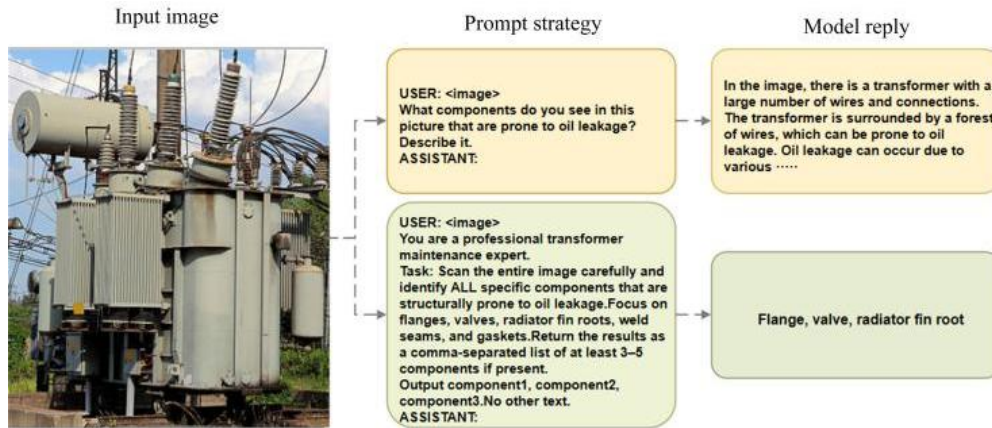 Input image
Prompt strategy
Model reply
USER: <image>
What components do you see in this
picture that are prone to oil leakage?
Describe it.
ASSISTANT:
In the image, there is a transformer with a
large number of wires and connections.
The transformer is surrounded by a forest
of wires, which can be prone to oil
leakage. Oil leakage can occur due to
various ······
USER: <image>
You are a professional transformer
maintenance expert.
Task: Scan the entire image carefully and
identify ALL specific components that are
structurally prone to oil leakage.Focus on
flanges, valves, radiator fin roots, weld
seams, and gaskets.Return the results as
a comma-separated list of at least 3–5
components if present.
Output component1, component2,
component3.No other text.
ASSISTANT:
Flange, valve, radiator fin root